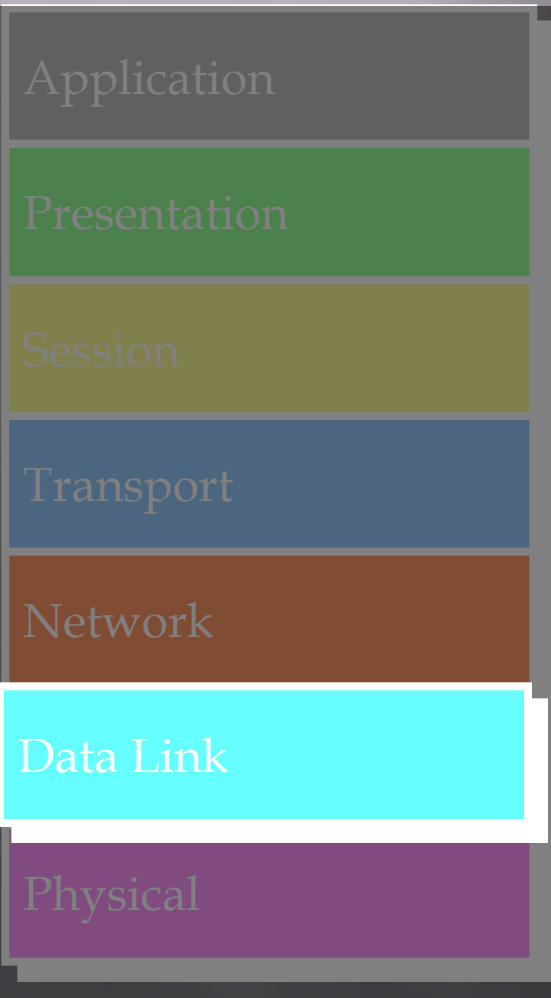 Application
Presentation
Session
Transport
Network
Data Link
Physical